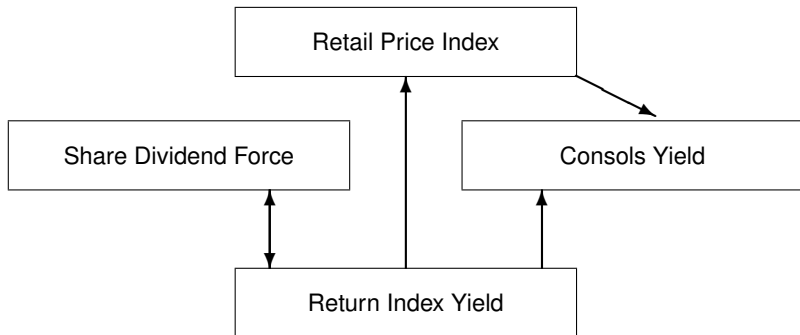 Retail Price Index
Share Dividend Force
Consols Yield
Return Index Yield